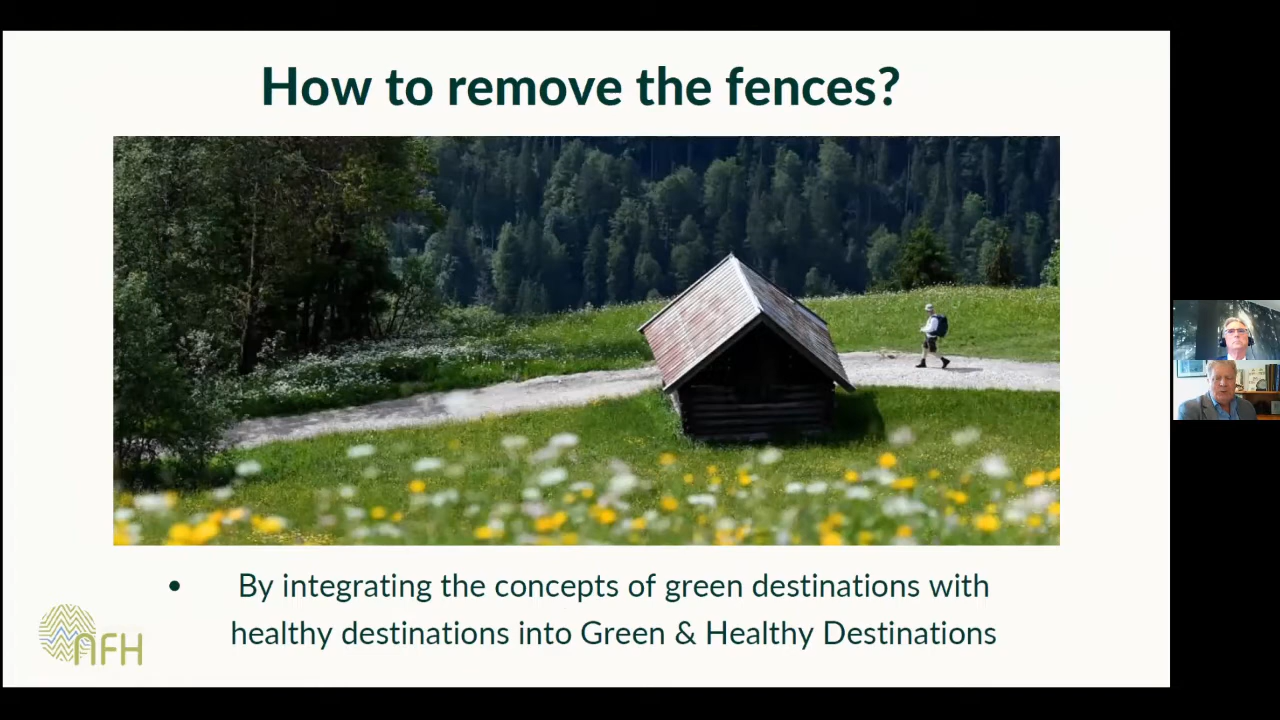 How to remove the fences?
• By integrating the concepts of green destinations with
healthy destinations into Green & Healthy Destinations
NFH